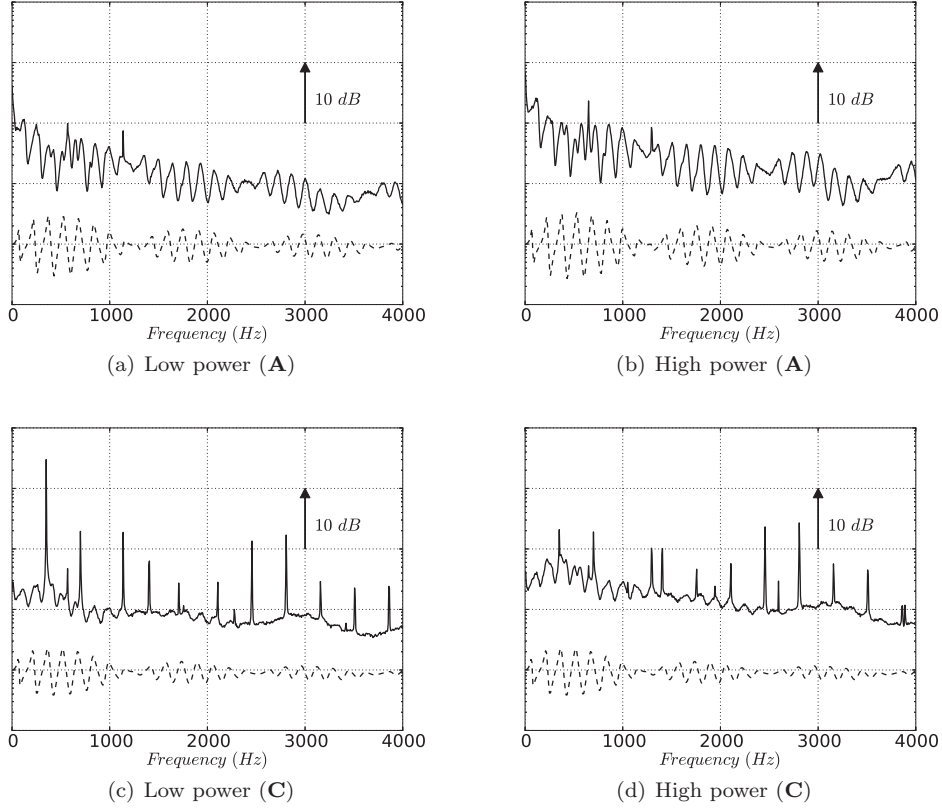 10 dB
0 1000 2000 3000 4000
Frequency (Hz)
(a) Low power (A)
10 dB
0 1000 2000 3000 4000
Frequency (Hz)
(b) High power (A)
10 dB
0 1000 2000 3000 4000
Frequency (Hz)
(c) Low power (C)
10 dB
0 1000 2000 3000 4000
Frequency (Hz)
(d) High power (C)